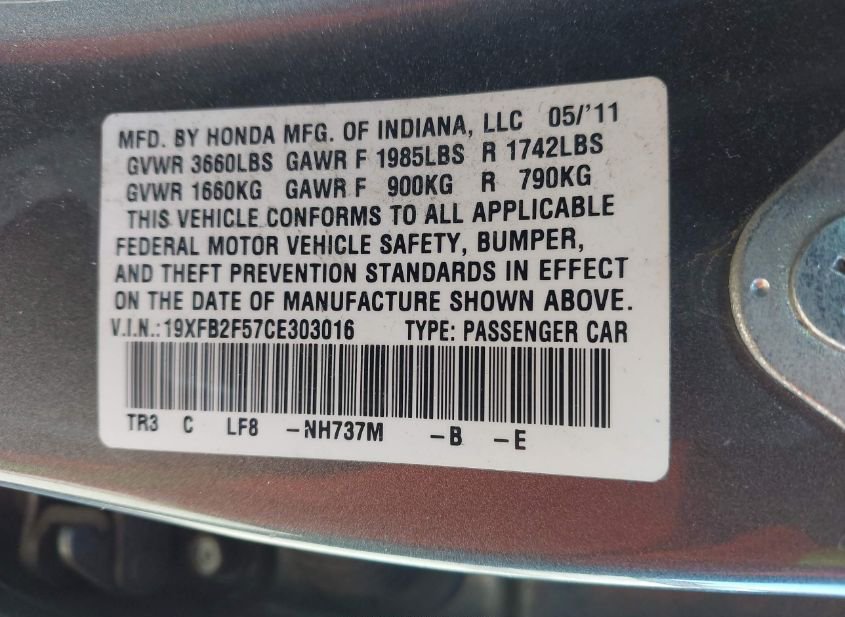 MFD. BY HONDA MFG. OF INDIANA, LLC 05/'11
GVWR 3660LBS GAWR F 1985LBS R 1742LBS
GVWR 1660KG GAWR F 900KG R 790KG
THIS VEHICLE CONFORMS TO ALL APPLICABLE
FEDERAL MOTOR VEHICLE SAFETY, BUMPER,
AND THEFT PREVENTION STANDARDS IN EFFECT
ON THE DATE OF MANUFACTURE SHOWN ABOVE.
V.I.N.:19XFB2F57CE303016 TYPE: PASSENGER CAR
TR3 C LF8 -NH737M -B -E